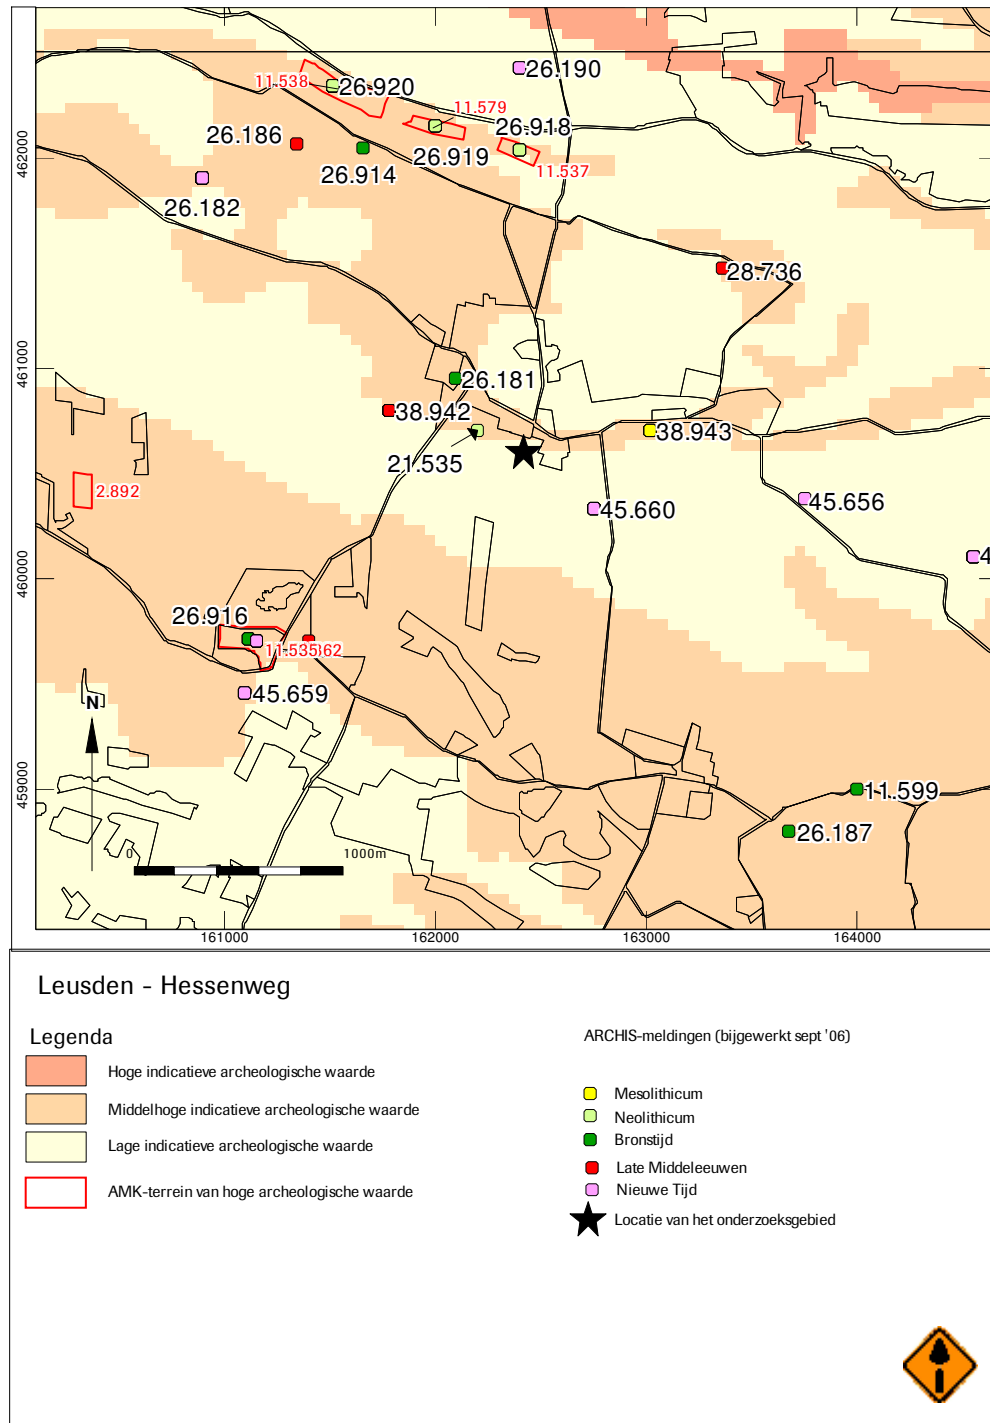 26.190
11.538
26.920
11.579
26.918
26.186
26.919
26.914
11.537
462000
26.182
28.736
461000
26.181
38.942
38.943
21.535
2.892
45.656
45.660
460000
26.916
11.535
45.659
N
459000
11.599
26.187
0
1000m
161000
162000
163000
164000
Leusden - Hessenweg
Legenda
Hoge indicatieve archeologische waarde
Middelhoge indicatieve archeologische waarde
Lage indicatieve archeologische waarde
AMK-terrein van hoge archeologische waarde
ARCHIS-meldingen (bijgewerkt sept '06)
Mesolithicum
Neolithicum
Bronstijd
Late Middeleeuwen
Nieuwe Tijd
Locatie van het onderzoeksgebied